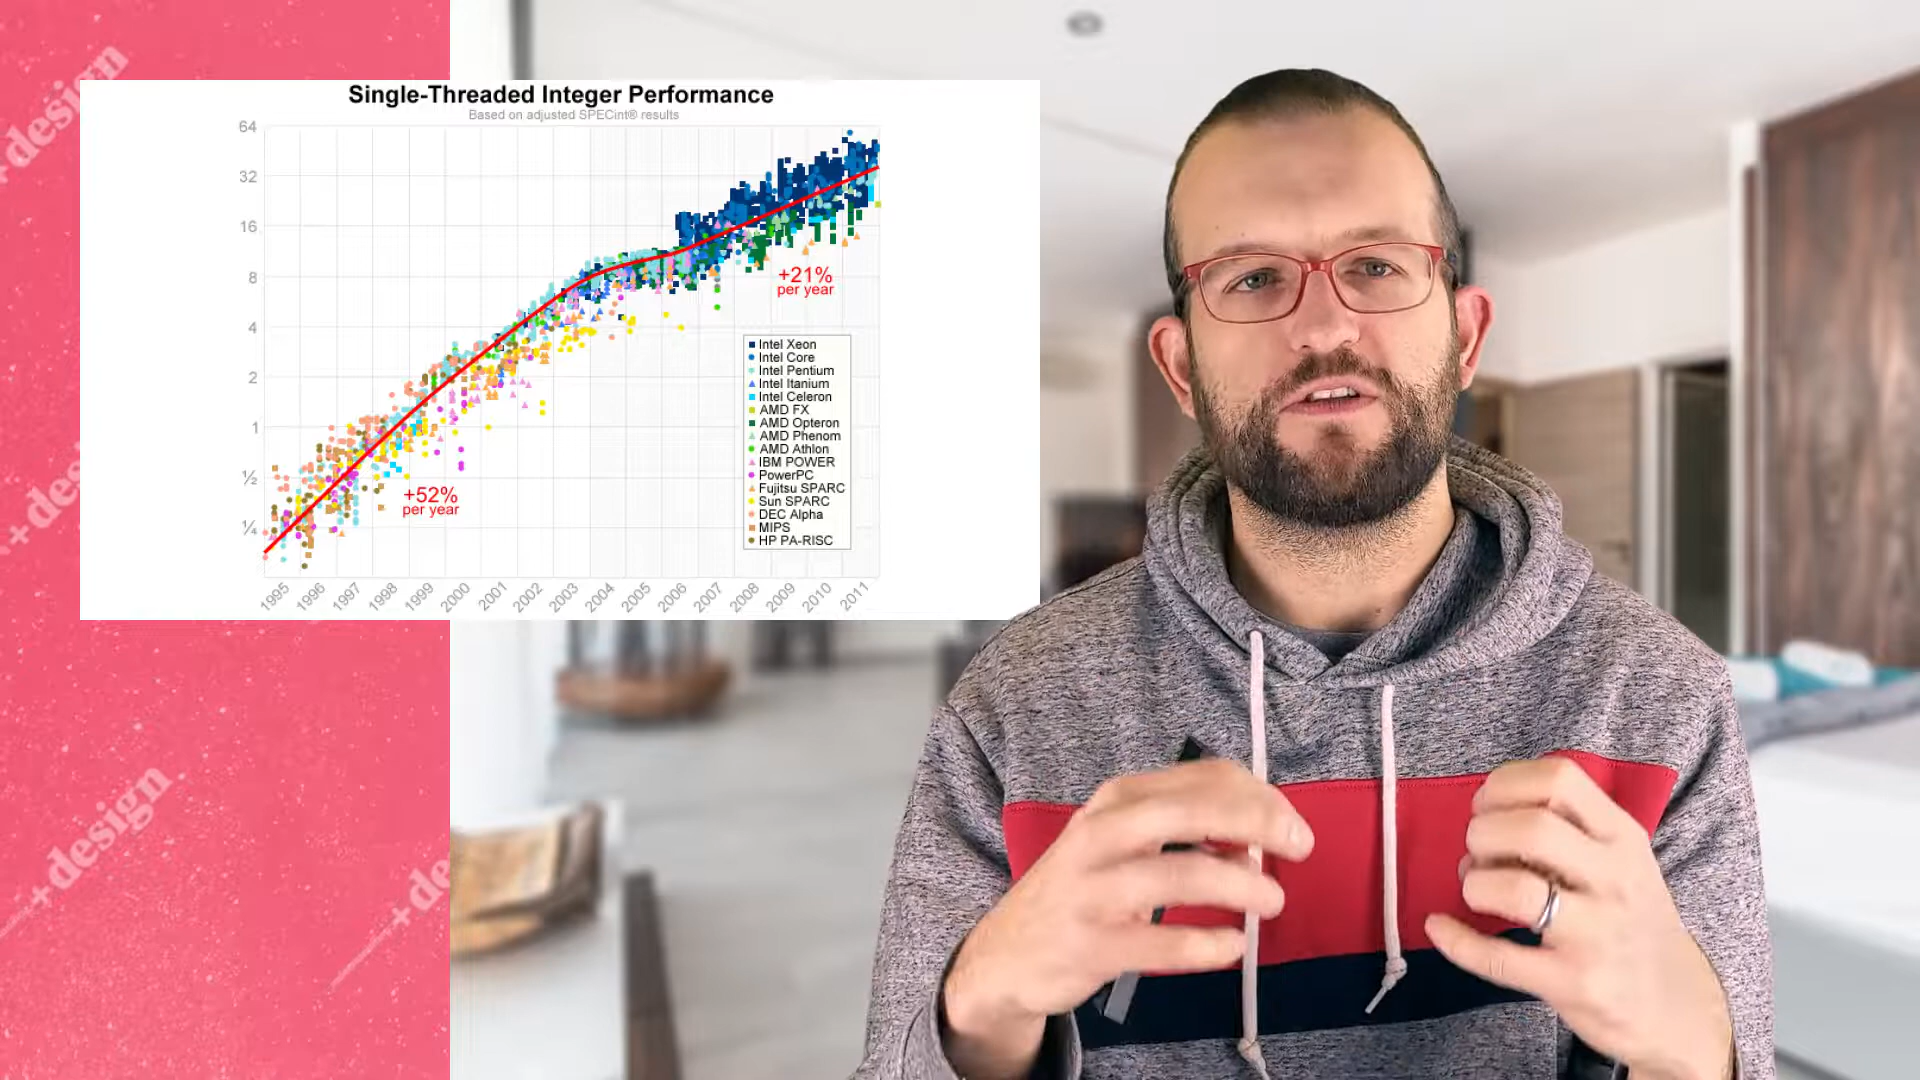 +design
Single-Threaded Integer Performance
Based on adjusted SPECint® results
64
32
16
8
4
2
1
½
¼
+52%
per year
+21%
per year
Intel Xeon
Intel Core
Intel Pentium
Intel Itanium
Intel Celeron
AMD FX
AMD Opteron
AMD Phenom
AMD Athlon
IBM POWER
PowerPC
Fujitsu SPARC
Sun SPARC
DEC Alpha
MIPS
HP PA-RISC
1995 1996 1997 1998 1999 2000 2001 2002 2003 2004 2005 2006 2007 2008 2009 2010 2011
+des
+design
+de